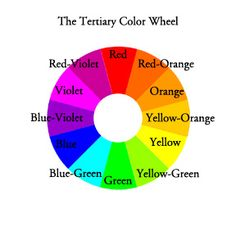 The Tertiary Color Wheel
Red
Red-Violet
Red-Orange
Violet
Orange
Blue-Violet
Yellow-Orange
Blue
Yellow
Blue-Green
Yellow-Green
Green